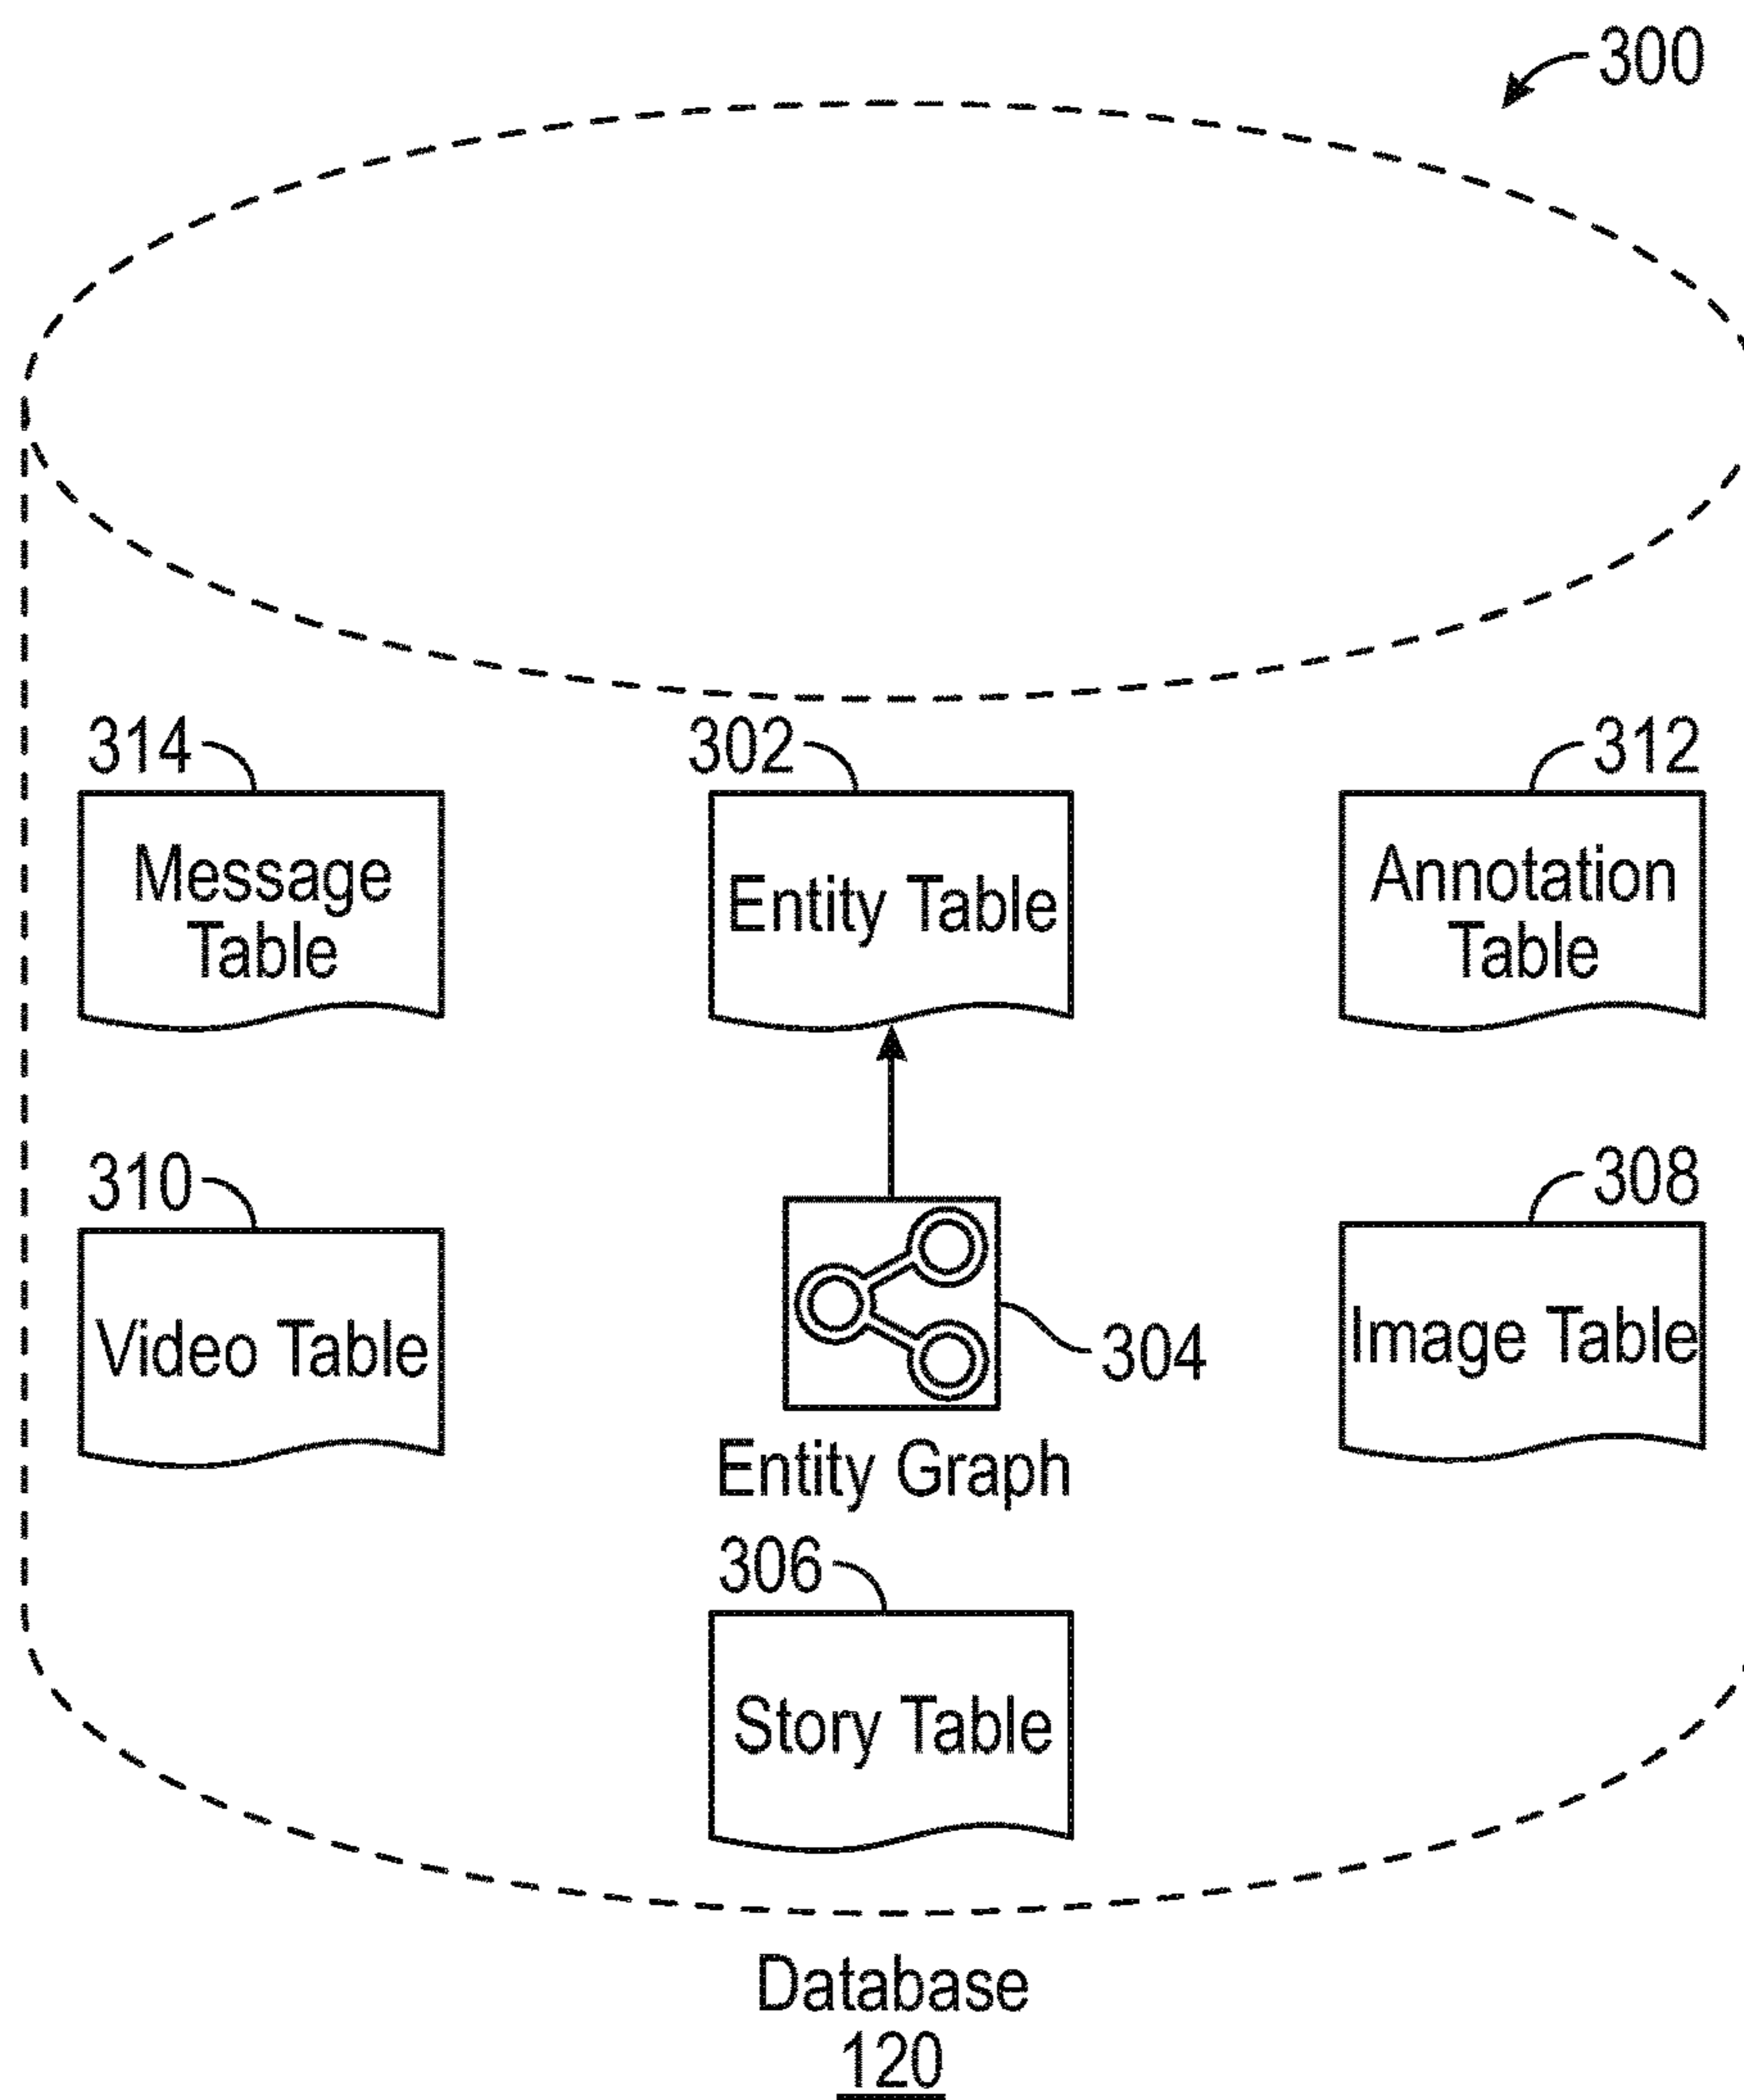 300
314
302
312
Message
Table
Entity Table
Annotation
Table
310
308
Video Table
304
Image Table
Entity Graph
306
Story Table
Database
120